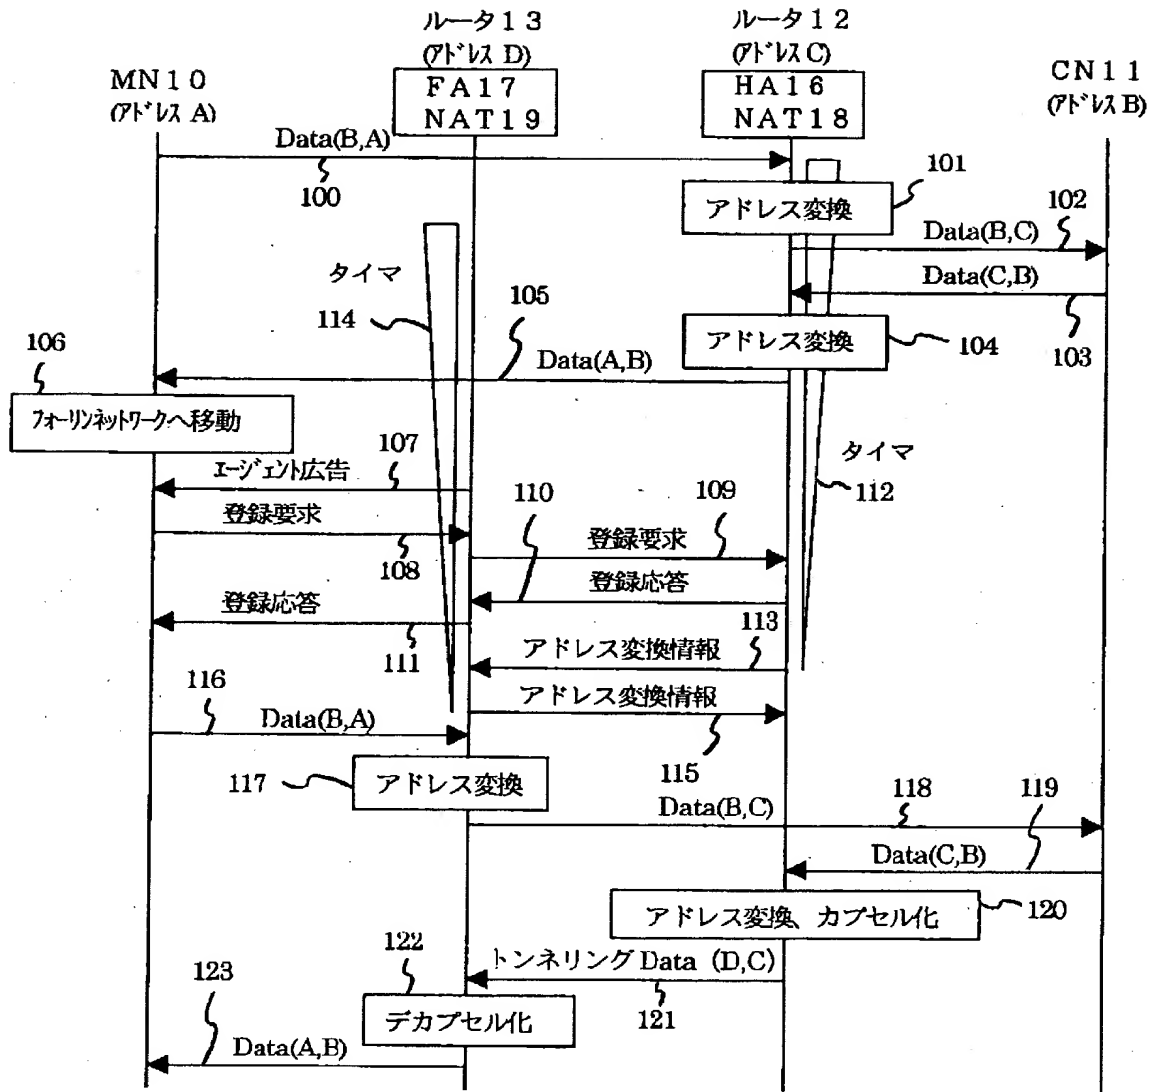 ルータ１３
(ｱﾄﾞﾚｽ D)
FA17
NAT19
ルータ１２
(ｱﾄﾞﾚｽ C)
HA16
NAT18
MN１０
(ｱﾄﾞﾚｽ A)
CN１１
(ｱﾄﾞﾚｽ B)
Data(B,A)
100
101
アドレス変換
102
Data(B,C)
Data(C,B)
103
タイマ
114
105
アドレス変換
104
106
Data(A,B)
ﾌｫｰﾘﾝﾈｯﾄﾜｰｸへ移動
タイマ
112
107
ｴｰｼﾞｪﾝﾄ広告
登録要求
108
110
109
登録要求
登録応答
登録応答
111
113
アドレス変換情報
アドレス変換情報
115
116
Data(B,A)
117
アドレス変換
Data(B,C)
118
119
Data(C,B)
アドレス変換、カプセル化
120
トンネリング Data (D,C)
121
122
デカプセル化
123
Data(A,B)